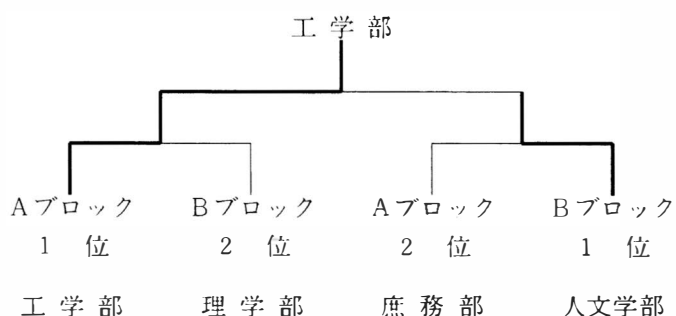 工学部
Aブロック Bブロック Aブロック Bブロック
1位 2位 2位 1位
工学部 理学部 庶務部 人文学部